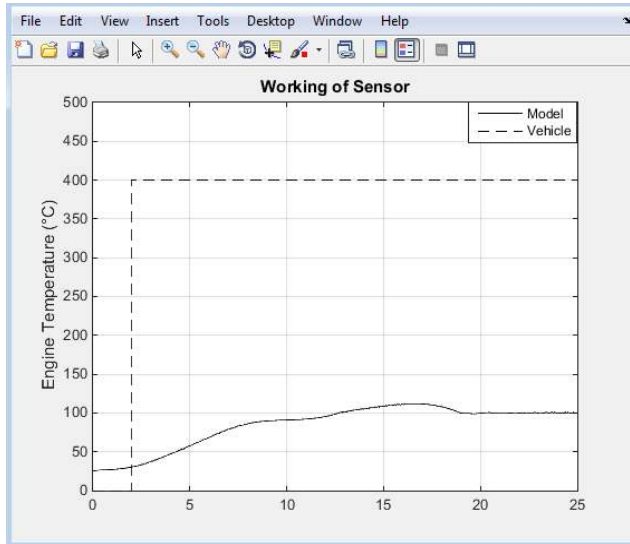 File Edit View Insert Tools Desktop Window Help
Working of Sensor
Model
Vehicle
Engine Temperature (°C)
500
450
400
350
300
250
200
150
100
50
0
0 5 10 15 20 25